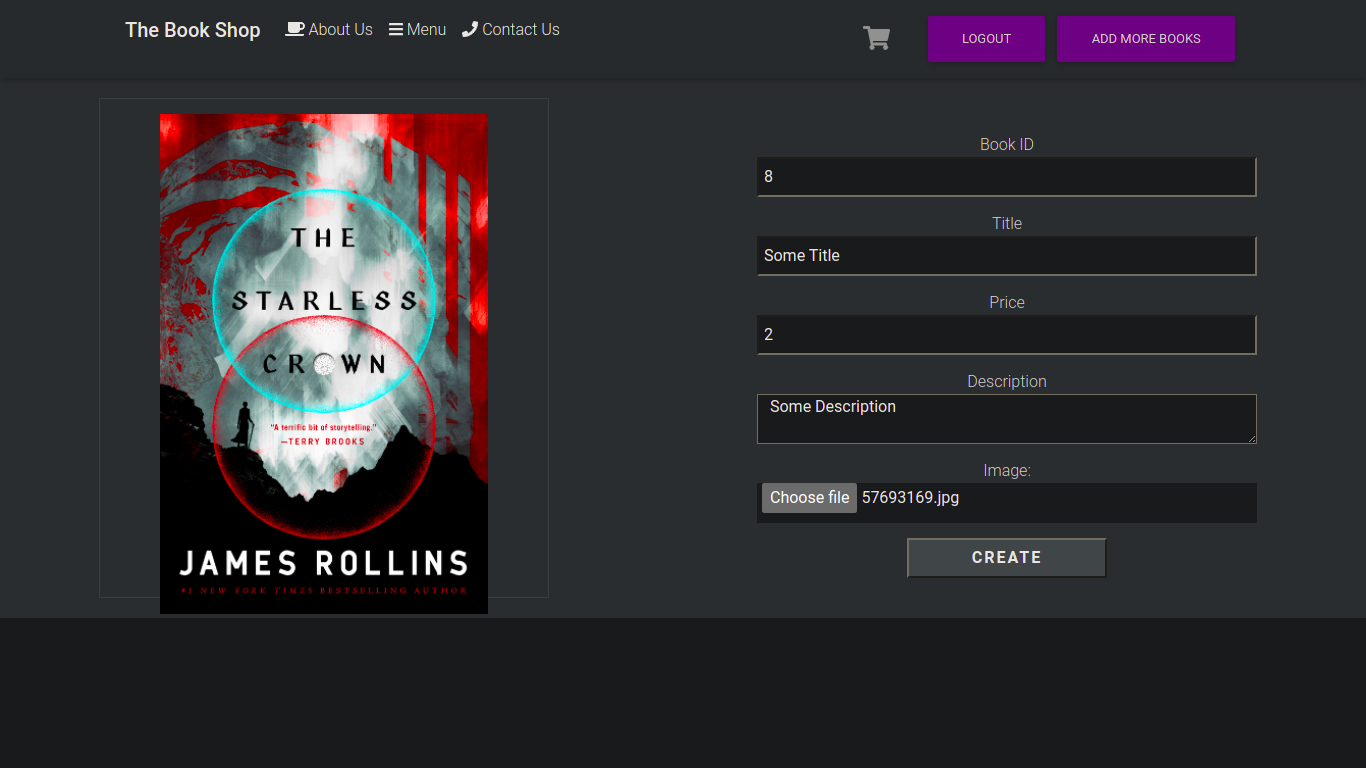 The Book Shop
About Us
Menu
Contact Us
LOGOUT
ADD MORE BOOKS
THE
STARLESS
CROWN
"A terrific bit of storytelling."
—TERRY BROOKS
JAMES ROLLINS
#1 NEW YORK TIMES BESTSELLING AUTHOR
Book ID
8
Title
Some Title
Price
2
Description
Some Description
Image:
Choose file 57693169.jpg
CREATE